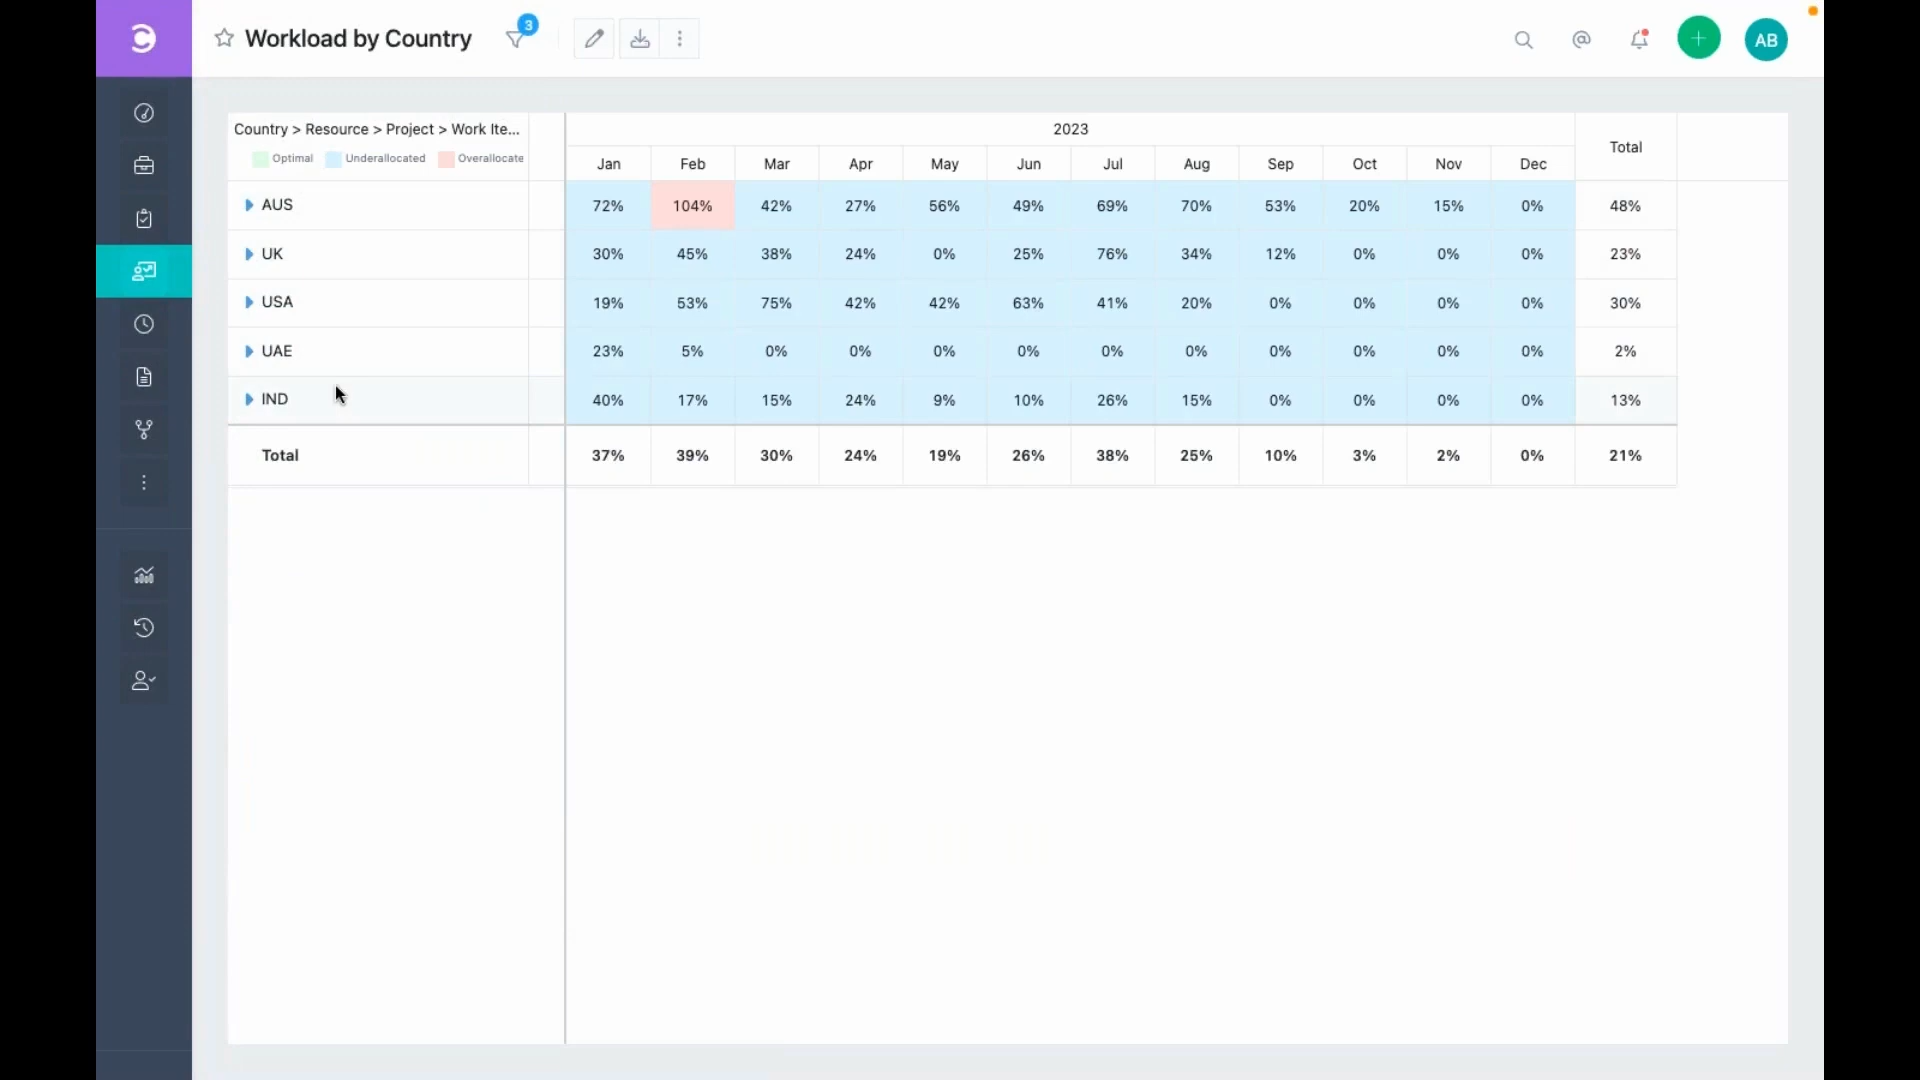 Workload by Country
3
AB
Country > Resource > Project > Work Ite...
Optimal Underallocated Overallocate
2023
Total
Jan Feb Mar Apr May Jun Jul Aug Sep Oct Nov Dec
AUS 72% 104% 42% 27% 56% 49% 69% 70% 53% 20% 15% 0% 48%
UK 30% 45% 38% 24% 0% 25% 76% 34% 12% 0% 0% 0% 23%
USA 19% 53% 75% 42% 42% 63% 41% 20% 0% 0% 0% 0% 30%
UAE 23% 5% 0% 0% 0% 0% 0% 0% 0% 0% 0% 0% 2%
IND 40% 17% 15% 24% 9% 10% 26% 15% 0% 0% 0% 0% 13%
Total 37% 39% 30% 24% 19% 26% 38% 25% 10% 3% 2% 0% 21%